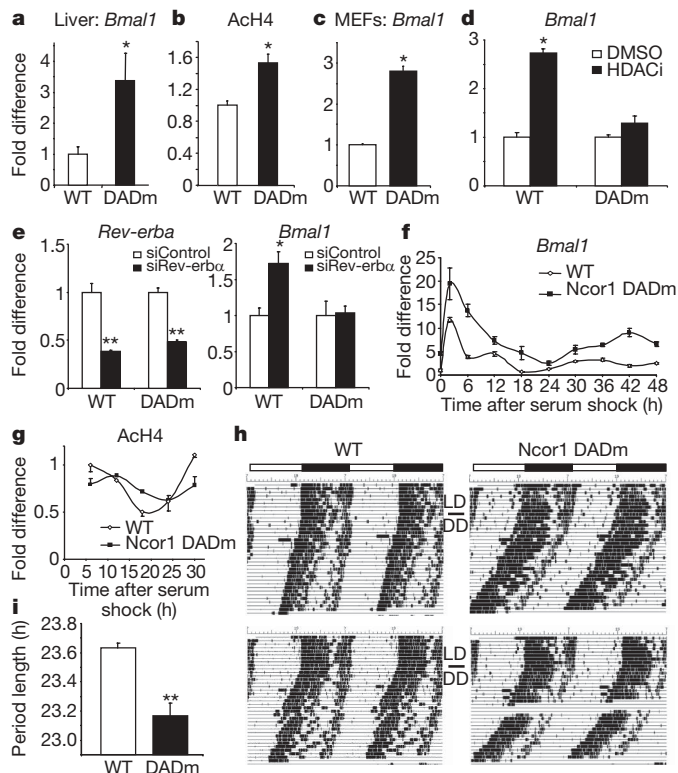 a Liver: Bmal1
Fold difference
5
4
3
2
1
0
*
WT DADm
b AcH4
1.8
1.4
1.0
0.6
0.2
*
WT DADm
c MEFs: Bmal1
4
3
2
1
0
*
WT DADm
d Bmal1
3
2
1
0
*
DMSO
HDACi
WT DADm
e Rev-erba
Fold difference
1.5
1
0.5
0
siControl
siRev-erbα
**
**
WT DADm
Bmal1
2
1.5
1
0.5
0
siControl
siRev-erbα
*
WT DADm
f Bmal1
Fold difference
25
20
15
10
5
0
WT
Ncor1 DADm
0 6 12 18 24 30 36 42 48
Time after serum shock (h)
g AcH4
Fold difference
1
0.5
0
WT
Ncor1 DADm
0 5 10 15 20 25 30
Time after serum
shock (h)
h WT Ncor1 DADm
LD
DD
LD
DD
i
Period length (h)
23.8
23.6
23.4
23.2
23.0
**
WT DADm